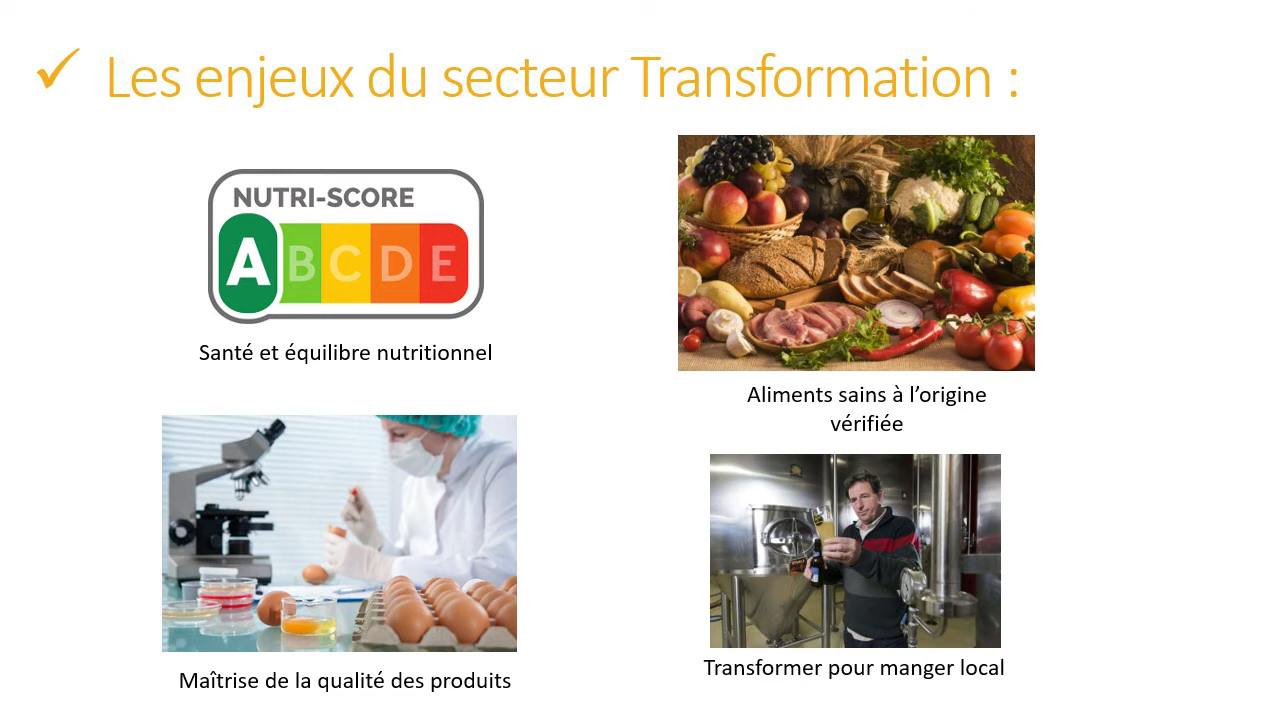 ✓ Les enjeux du secteur Transformation :
NUTRI-SCORE
A B C D E
Santé et équilibre nutritionnel
Aliments sains à l’origine
vérifiée
Maîtrise de la qualité des produits
Transformer pour manger local